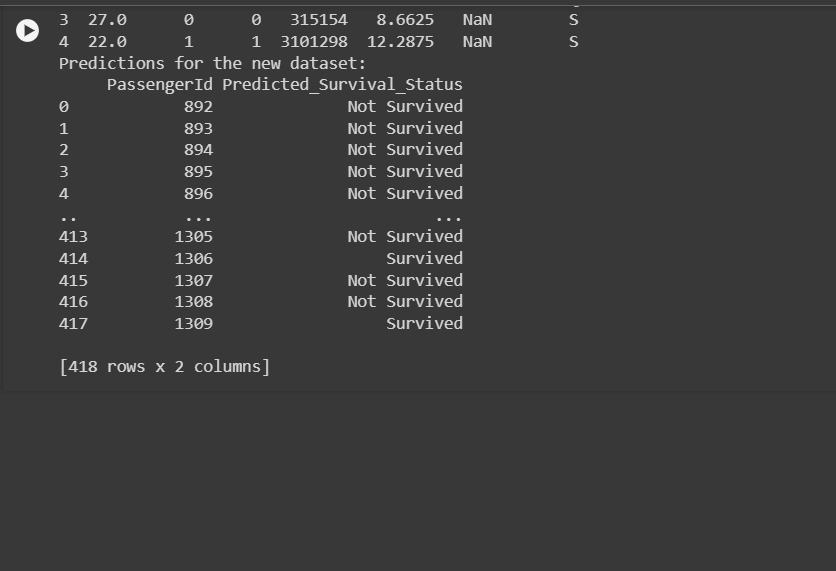 3  27.0      0      0   315154   8.6625   NaN        S
4  22.0      1      1  3101298  12.2875   NaN        S
Predictions for the new dataset:
     PassengerId Predicted_Survival_Status
0            892              Not Survived
1            893              Not Survived
2            894              Not Survived
3            895              Not Survived
4            896              Not Survived
..           ...                       ...
413         1305              Not Survived
414         1306                  Survived
415         1307              Not Survived
416         1308              Not Survived
417         1309                  Survived
[418 rows x 2 columns]